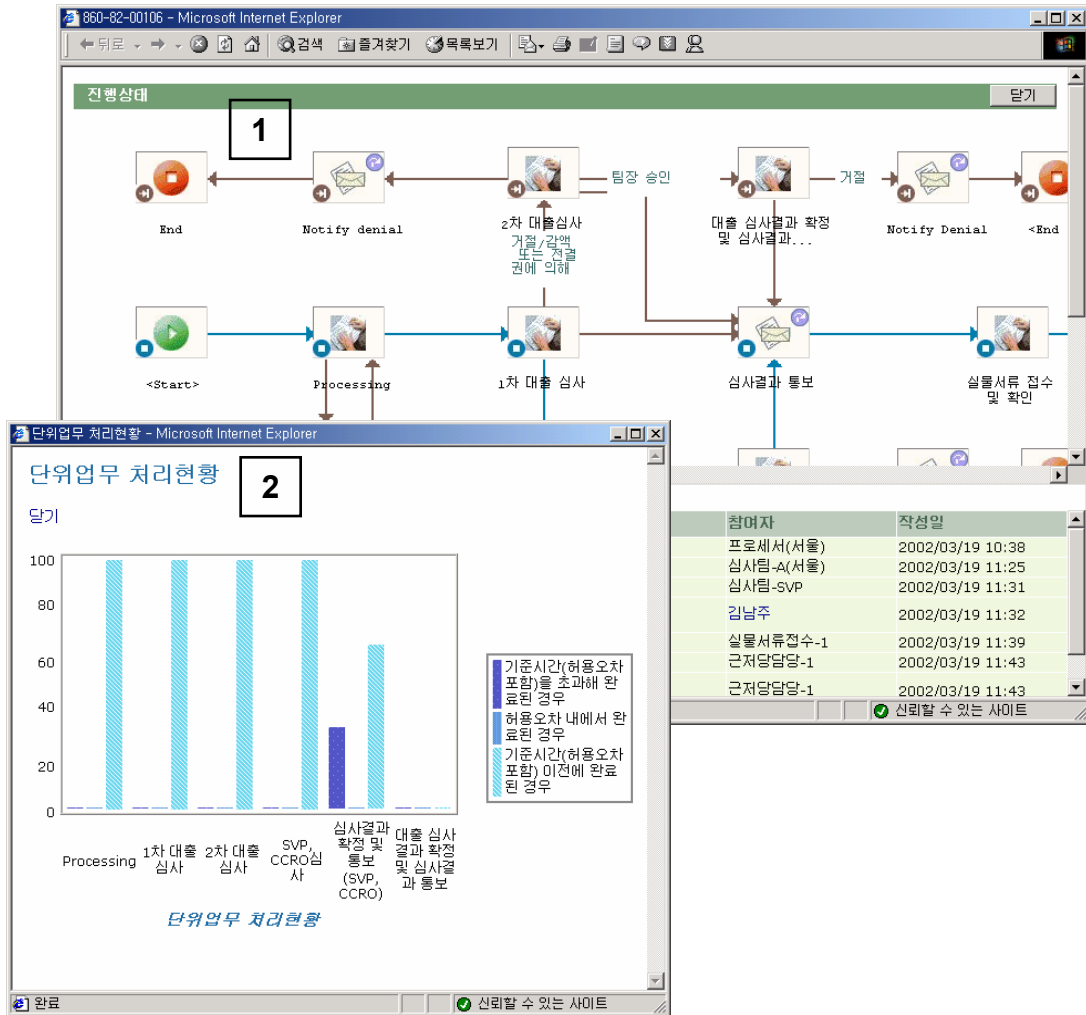 860-82-00106 - Microsoft Internet Explorer
뒤로
검색
즐겨찾기
목록보기
진행상태
닫기
1
팀장 승인
거절
End
Notify denial
2차 대출심사
대출 심사결과 확정
및 심사결과...
Notify Denial
<End
거절/감액
또는 전결
권에 의해
<Start>
Processing
1차 대출 심사
심사결과 통보
실물서류 접수
및 확인
참여자
작성일
프로세서(서울)
2002/03/19 10:38
심사팀-A(서울)
2002/03/19 11:25
심사팀-SVP
2002/03/19 11:31
김남주
2002/03/19 11:32
실물서류접수-1
2002/03/19 11:39
근저당담당-1
2002/03/19 11:43
근저당담당-1
2002/03/19 11:43
신뢰할 수 있는 사이트
단위업무 처리현황 - Microsoft Internet Explorer
단위업무 처리현황
2
닫기
100
80
60
40
20
0
기준시간(허용오차
포함)을 초과해 완
료된 경우
허용오차 내에서 완
료된 경우
기준시간(허용오차
포함) 이전에 완료
된 경우
Processing
1차 대출
심사
2차 대출
심사
SVP,
CCRO심
사
심사결과
확정 및
통보
(SVP,
CCRO)
대출 심사
결과 확정
및 심사결
과 통보
단위업무 처리현황
완료
신뢰할 수 있는 사이트